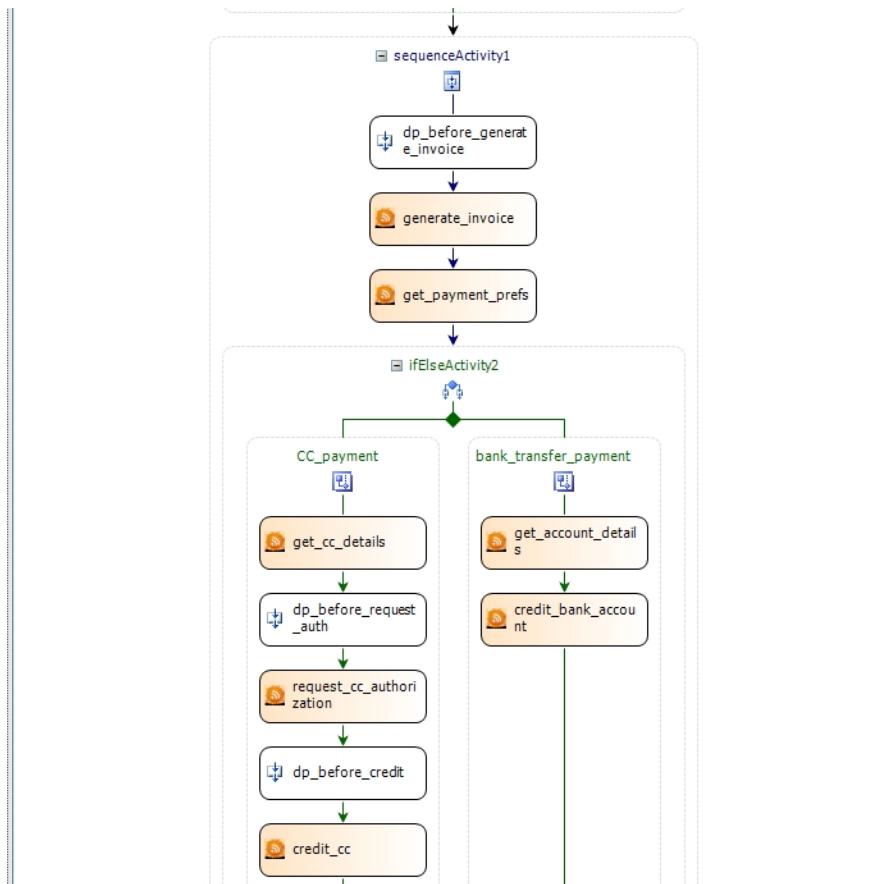 sequenceActivity1
dp_before_generat
e_invoice
generate_invoice
get_payment_prefs
ifElseActivity2
CC_payment
bank_transfer_payment
get_cc_details
get_account_detail
s
dp_before_request
_auth
credit_bank_accou
nt
request_cc_authori
zation
dp_before_credit
credit_cc